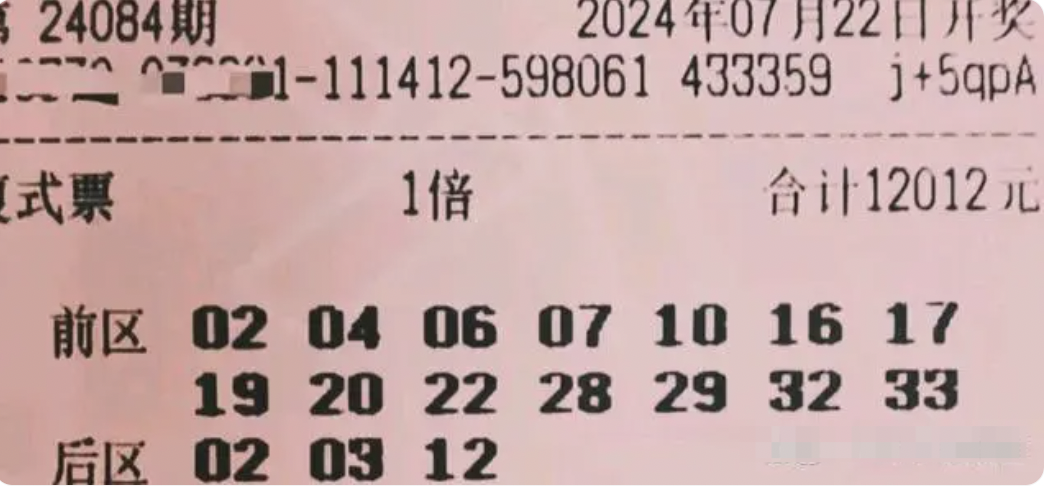 24084期 2024年07月22日开奖
1-111412-598061 433359 j+5qpA
复式票 1倍 合计12012元
前区 02 04 06 07 10 16 17
19 20 22 28 29 32 33
后区 02 03 12